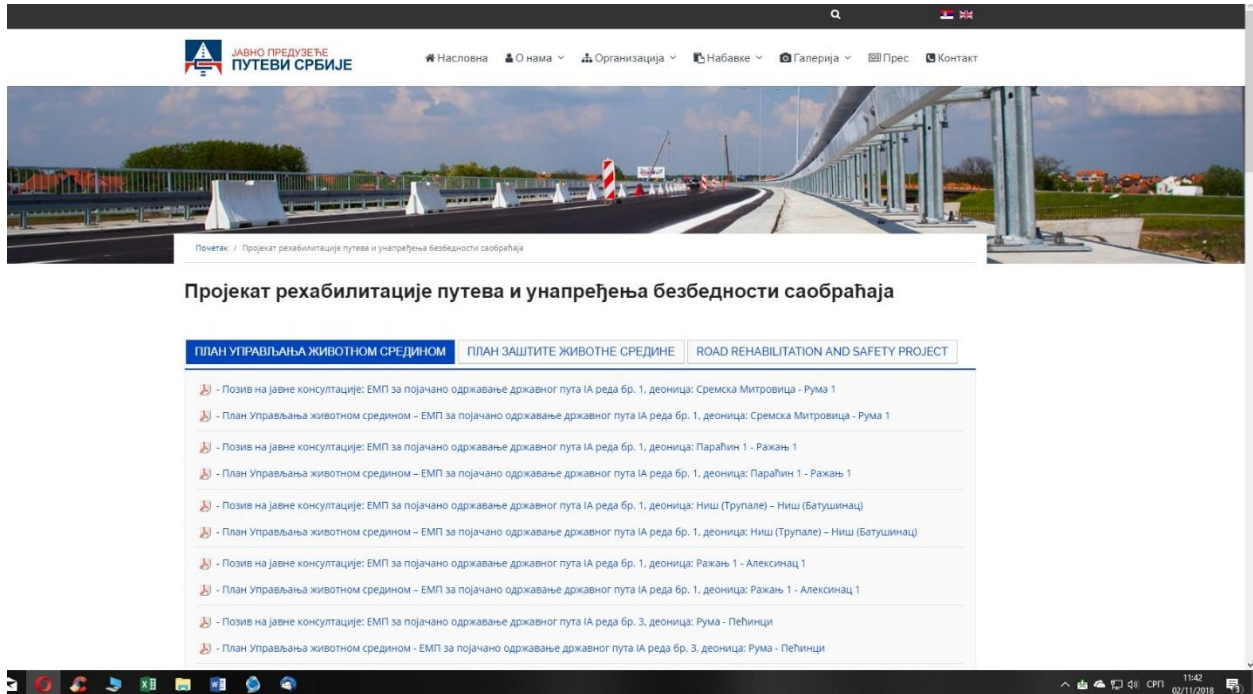 ЈАВНО ПРЕДУЗЕЋЕ
ПУТЕВИ СРБИЈЕ
Насловна О нама Организација Набавке Галерија Прес Контакт
Почетак / Пројекат рехабилитације путева и унапређења безбедности саобраћаја
Пројекат рехабилитације путева и унапређења безбедности саобраћаја
ПЛАН УПРАВЉАЊА ЖИВОТНОМ СРЕДИНОМ ПЛАН ЗАШТИТЕ ЖИВОТНЕ СРЕДИНЕ ROAD REHABILITATION AND SAFETY PROJECT
- Позив на јавне консултације: ЕМП за појачано одржавање државног пута IA реда бр. 1, деоница: Сремска Митровица - Рума 1
- План Управљања животном средином – ЕМП за појачано одржавање државног пута IA реда бр. 1, деоница: Сремска Митровица - Рума 1
- Позив на јавне консултације: ЕМП за појачано одржавање државног пута IA реда бр. 1, деоница: Параћин 1 - Ражањ 1
- План Управљања животном средином – ЕМП за појачано одржавање државног пута IA реда бр. 1, деоница: Параћин 1 - Ражањ 1
- Позив на јавне консултације: ЕМП за појачано одржавање државног пута IA реда бр. 1, деоница: Ниш (Трупале) – Ниш (Батушинац)
- План Управљања животном средином – ЕМП за појачано одржавање државног пута IA реда бр. 1, деоница: Ниш (Трупале) – Ниш (Батушинац)
- Позив на јавне консултације: ЕМП за појачано одржавање државног пута IA реда бр. 1, деоница: Ражањ 1 - Алексинац 1
- План Управљања животном средином – ЕМП за појачано одржавање државног пута IA реда бр. 1, деоница: Ражањ 1 - Алексинац 1
- Позив на јавне консултације: ЕМП за појачано одржавање државног пута IA реда бр. 3, деоница: Рума - Пећинци
- План Управљања животном средином - ЕМП за појачано одржавање државног пута IA реда бр. 3, деоница: Рума - Пећинци
СРП
11:42
02/11/2018